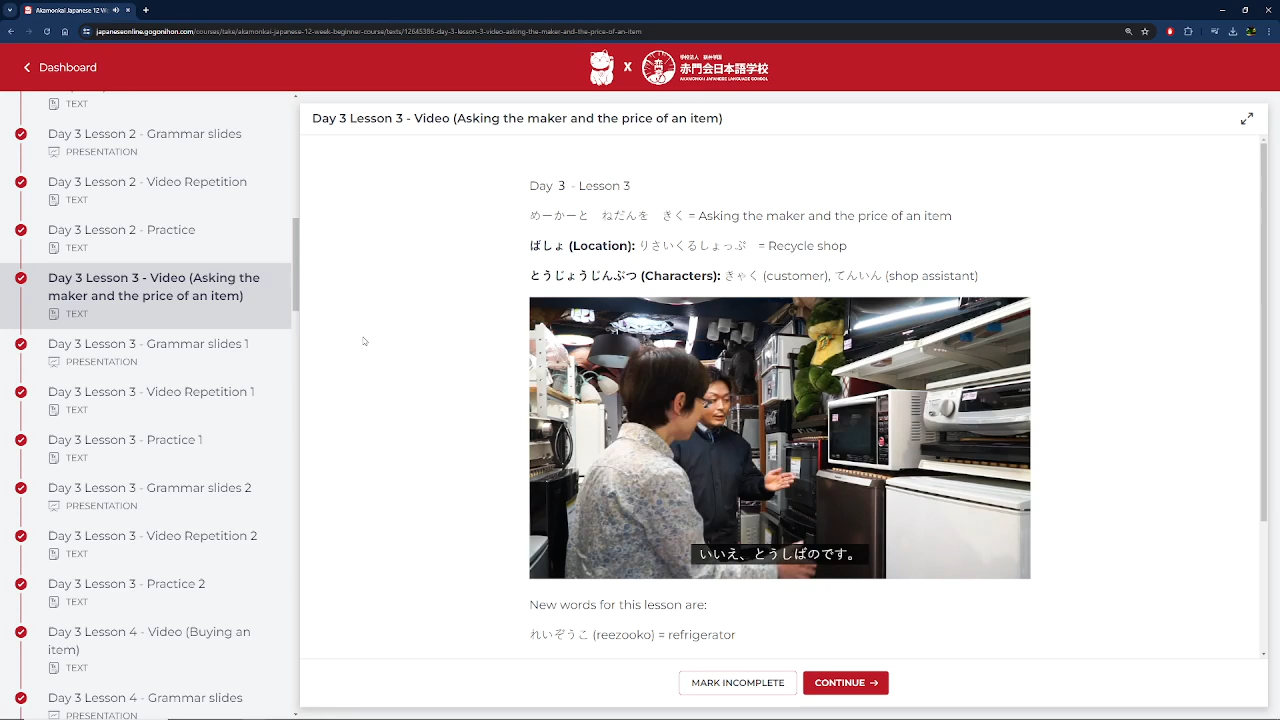 Akamonkai Japanese 12 W
japaneseonline.gogonihon.com/courses/take/akamonkai-japanese-12-week-beginner-course/texts/12645386-day-3-lesson-3-video-asking-the-maker-and-the-price-of-an-item
Dashboard
X
赤門会日本語学校
AKAMONKAI JAPANESE LANGUAGE SCHOOL
TEXT
Day 3 Lesson 2 - Grammar slides
PRESENTATION
Day 3 Lesson 2 - Video Repetition
TEXT
Day 3 Lesson 2 - Practice
TEXT
Day 3 Lesson 3 - Video (Asking the
maker and the price of an item)
TEXT
Day 3 Lesson 3 - Grammar slides 1
PRESENTATION
Day 3 Lesson 3 - Video Repetition 1
TEXT
Day 3 Lesson 3 - Practice 1
TEXT
Day 3 Lesson 3 - Grammar slides 2
PRESENTATION
Day 3 Lesson 3 - Video Repetition 2
TEXT
Day 3 Lesson 3 - Practice 2
TEXT
Day 3 Lesson 4 - Video (Buying an
item)
TEXT
Day 3 Lesson 4 - Grammar slides
PRESENTATION
Day 3 Lesson 3 - Video (Asking the maker and the price of an item)
Day 3 - Lesson 3
めーかーと ねだんを きく = Asking the maker and the price of an item
ばしょ (Location): りさいくるしょっぷ = Recycle shop
とうじょうじんぶつ (Characters): きゃく (customer), てんいん (shop assistant)
いいえ、とうしばのです。
New words for this lesson are:
れいぞうこ (reezooko) = refrigerator
MARK INCOMPLETE
CONTINUE →